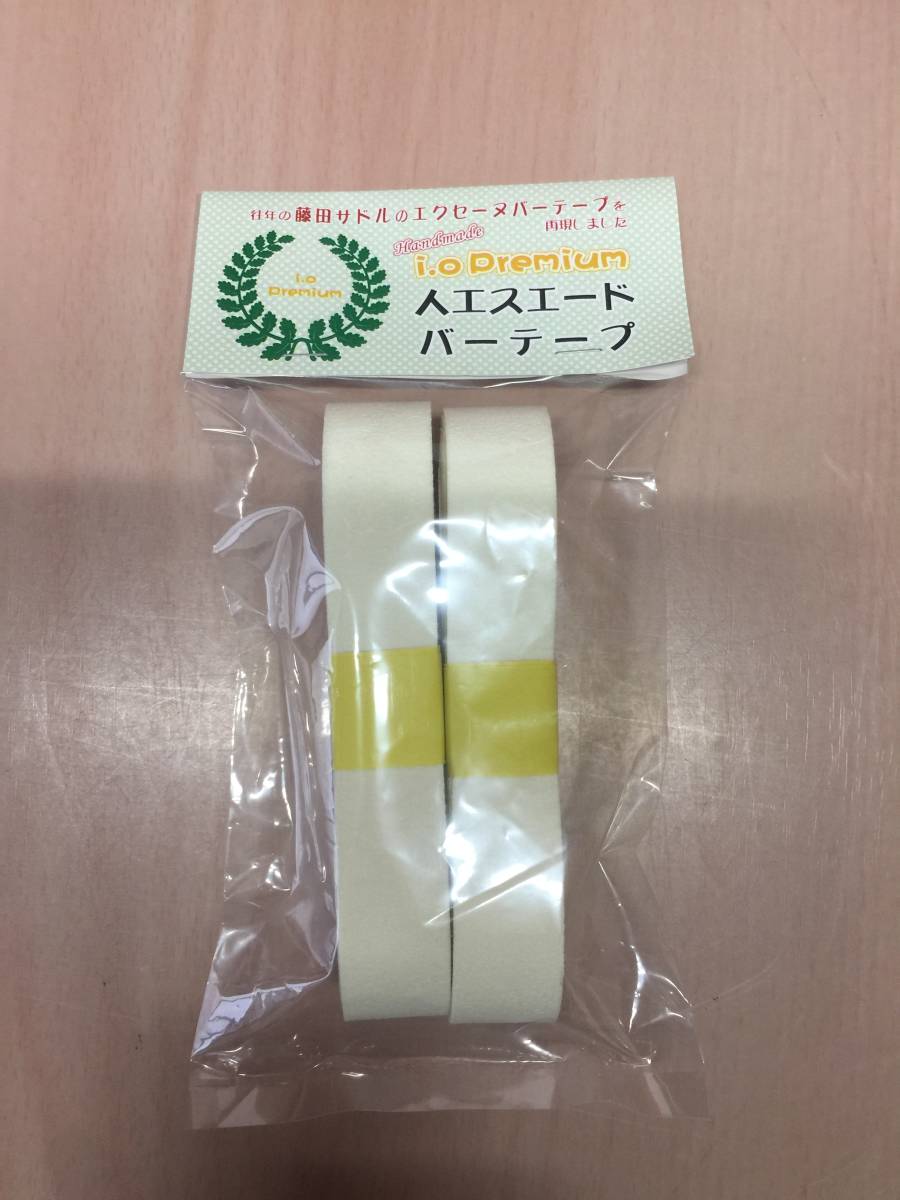 往年の藤田サドルのエクセーヌバーテープを
再現しました
Handmade
i.o Premium
i.o
Premium
人工スエード
バーテープ